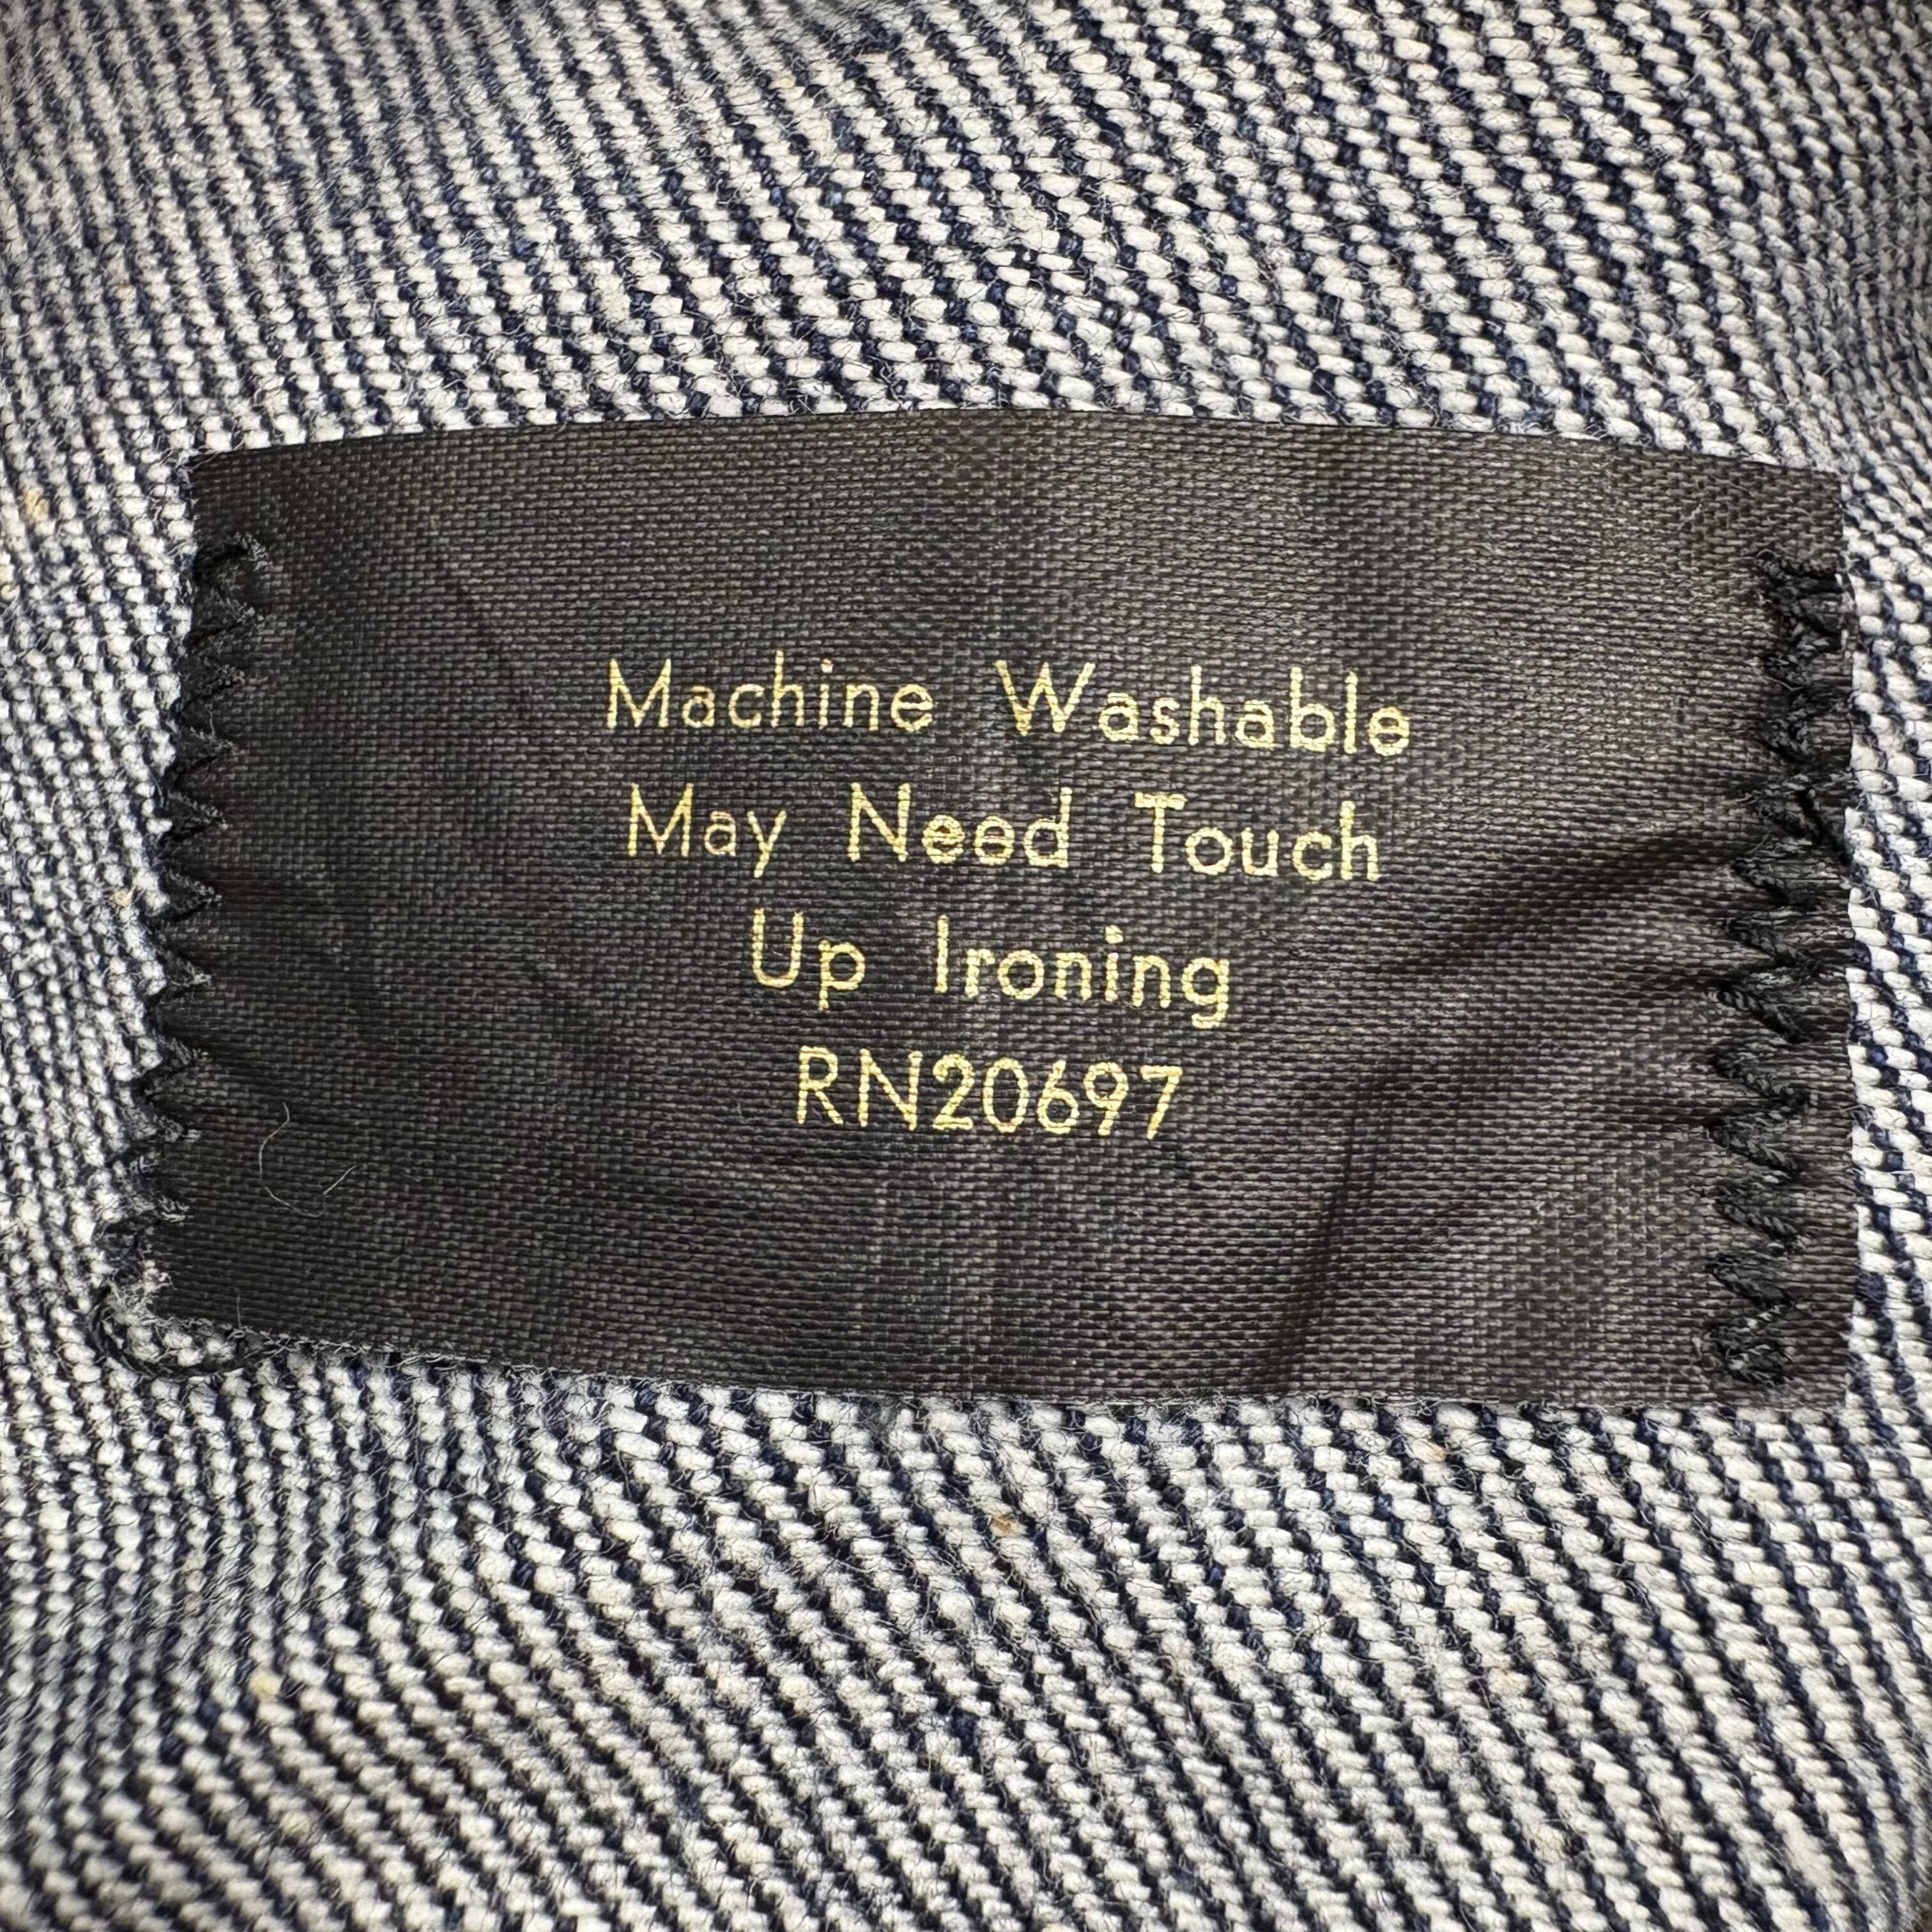 Machine Washable
May Need Touch
Up Ironing
RN20697